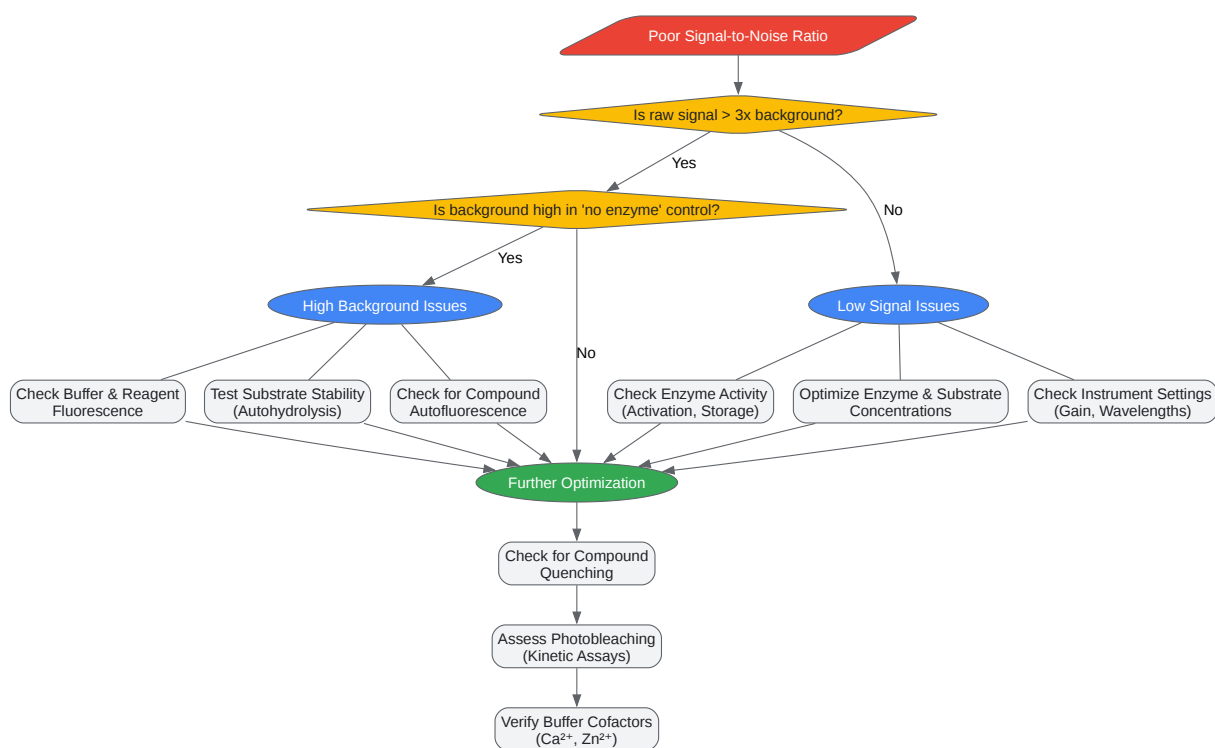 Poor Signal-to-Noise Ratio
Is raw signal > 3x background?
Yes
Is background high in 'no enzyme' control?
No
Yes
High Background Issues
Low Signal Issues
No
Check Buffer & Reagent
Fluorescence
Test Substrate Stability
(Autohydrolysis)
Check for Compound
Autofluorescence
Check Enzyme Activity
(Activation, Storage)
Optimize Enzyme & Substrate
Concentrations
Check Instrument Settings
(Gain, Wavelengths)
Further Optimization
Check for Compound
Quenching
Assess Photobleaching
(Kinetic Assays)
Verify Buffer Cofactors
(Ca²⁺, Zn²⁺)